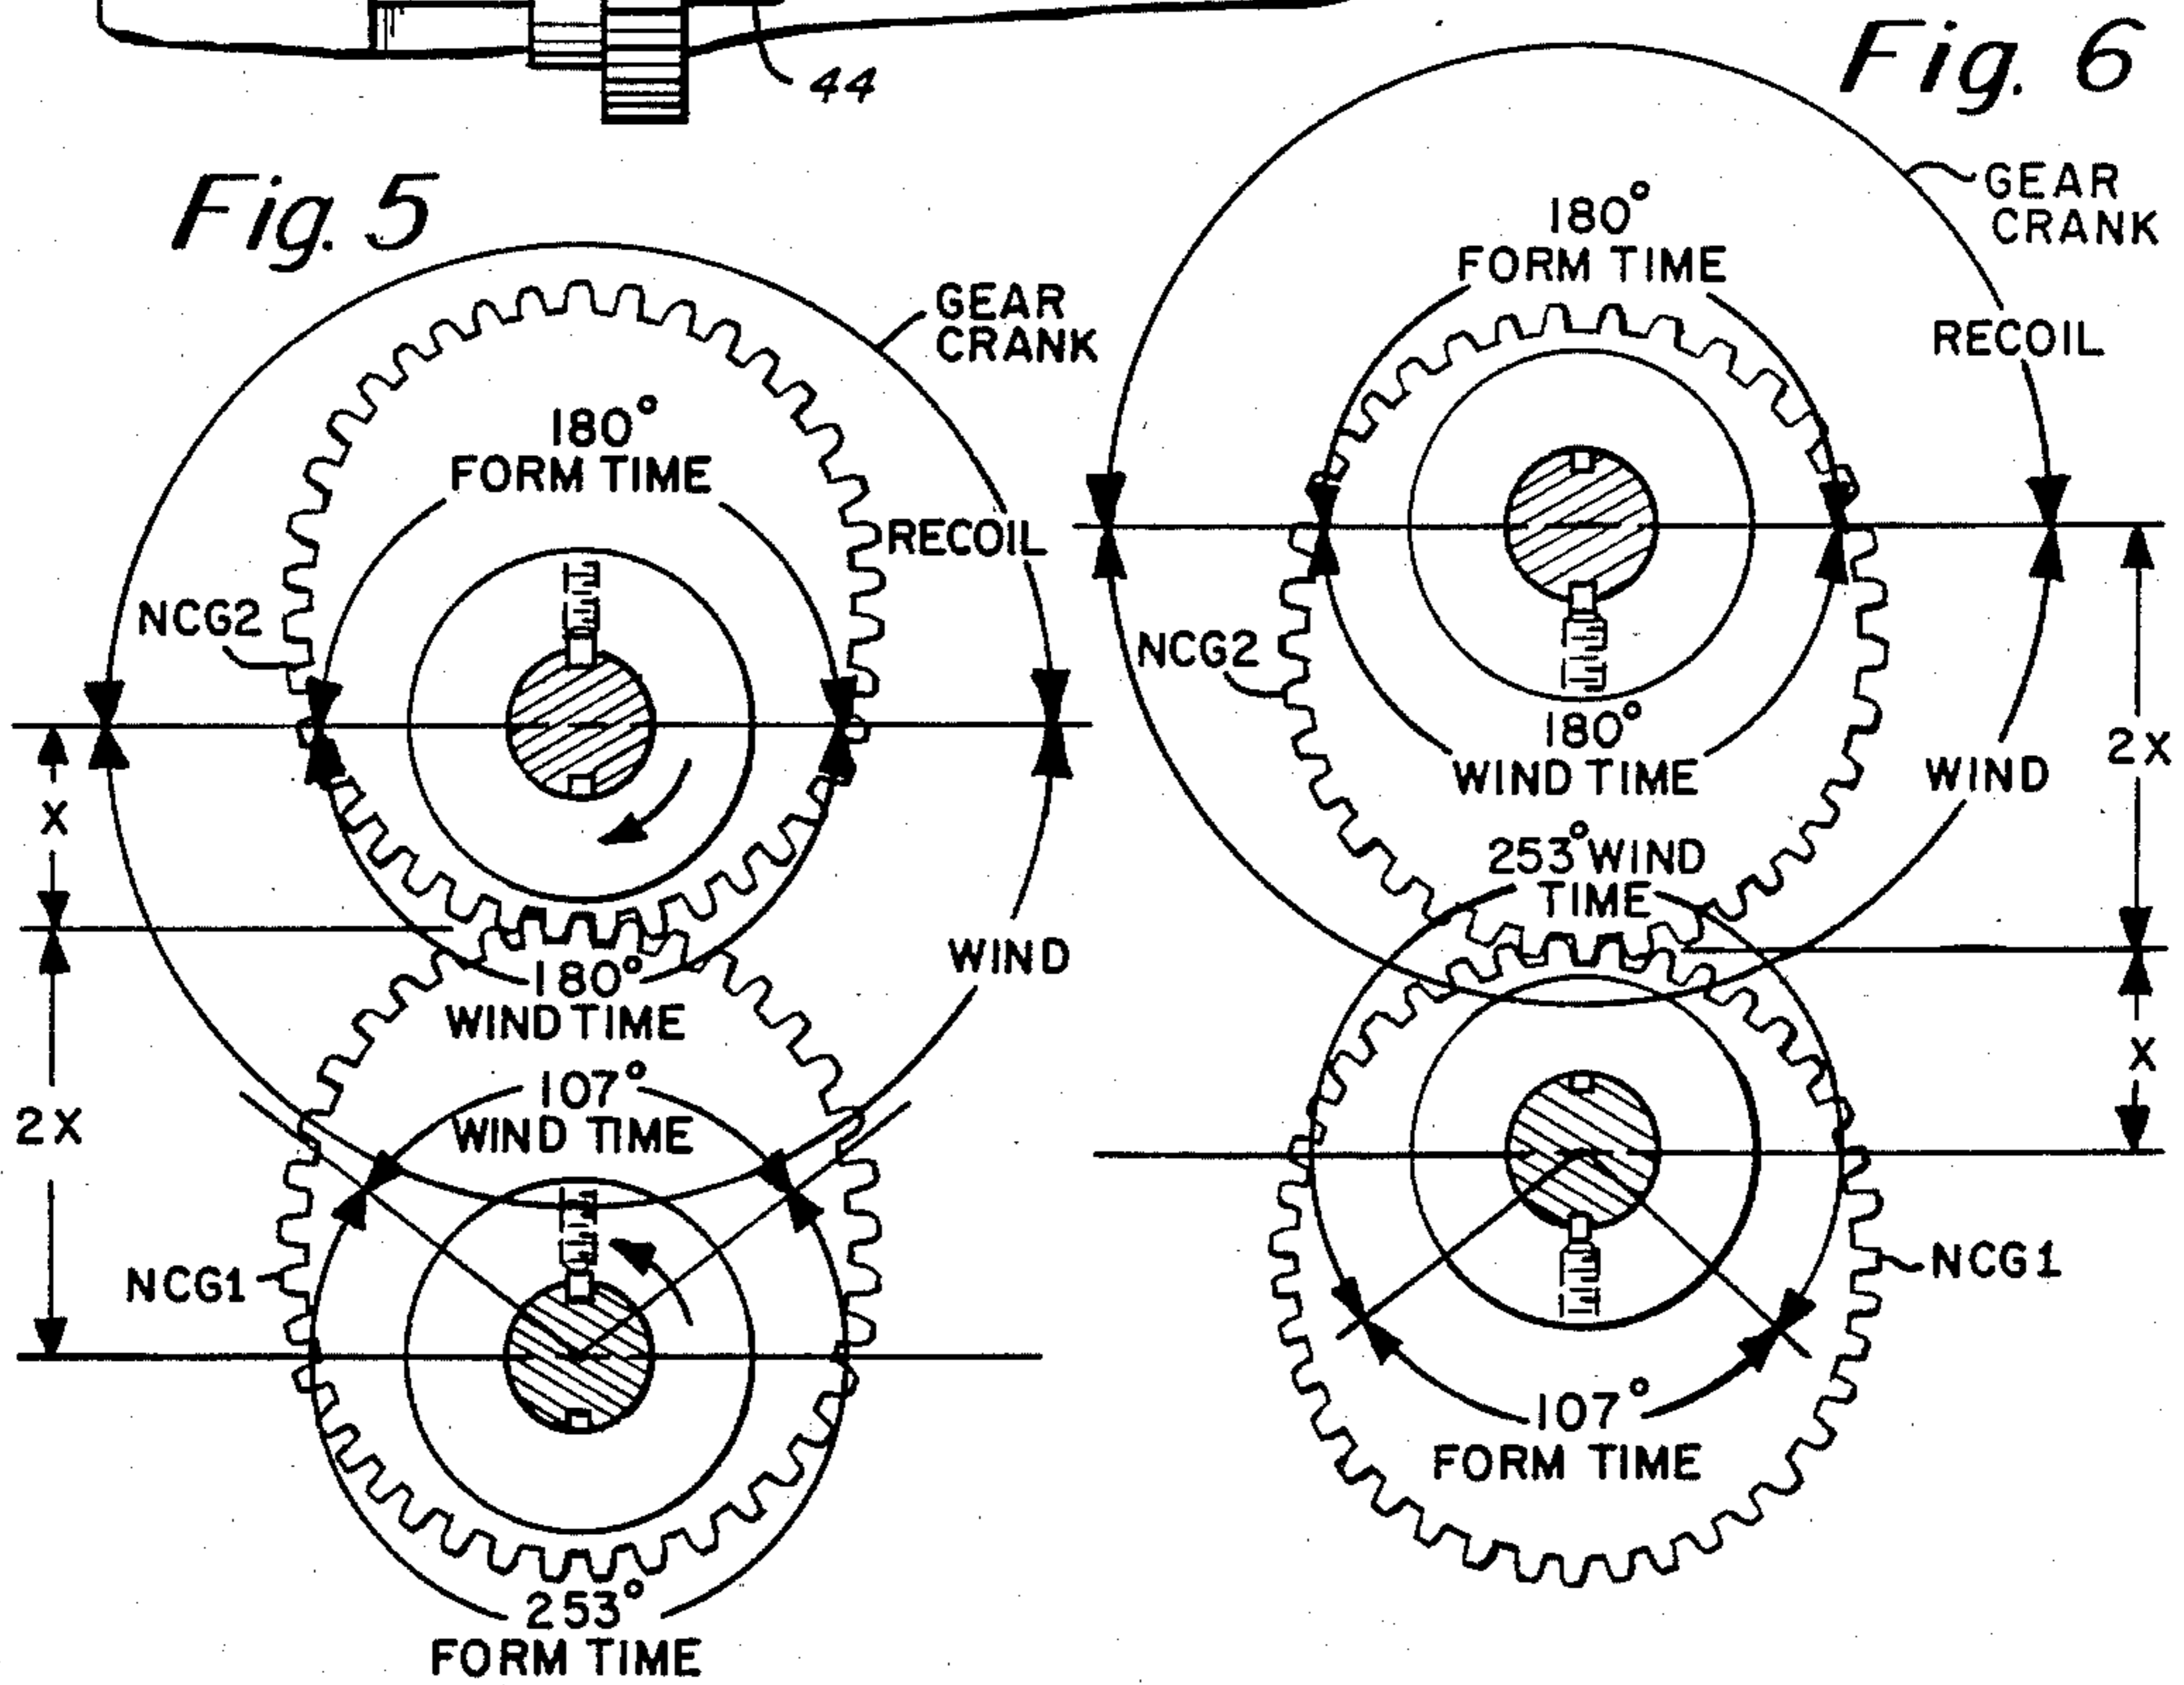 44
Fig. 5
GEAR
CRANK
180°
FORM TIME
RECOIL
NCG2
X
WIND
180°
WIND TIME
107°
WIND TIME
2X
NCG1
253°
FORM TIME
Fig. 6
GEAR
CRANK
180°
FORM TIME
RECOIL
NCG2
180°
WIND TIME
WIND
2X
253° WIND
TIME
X
NCG1
107°
FORM TIME